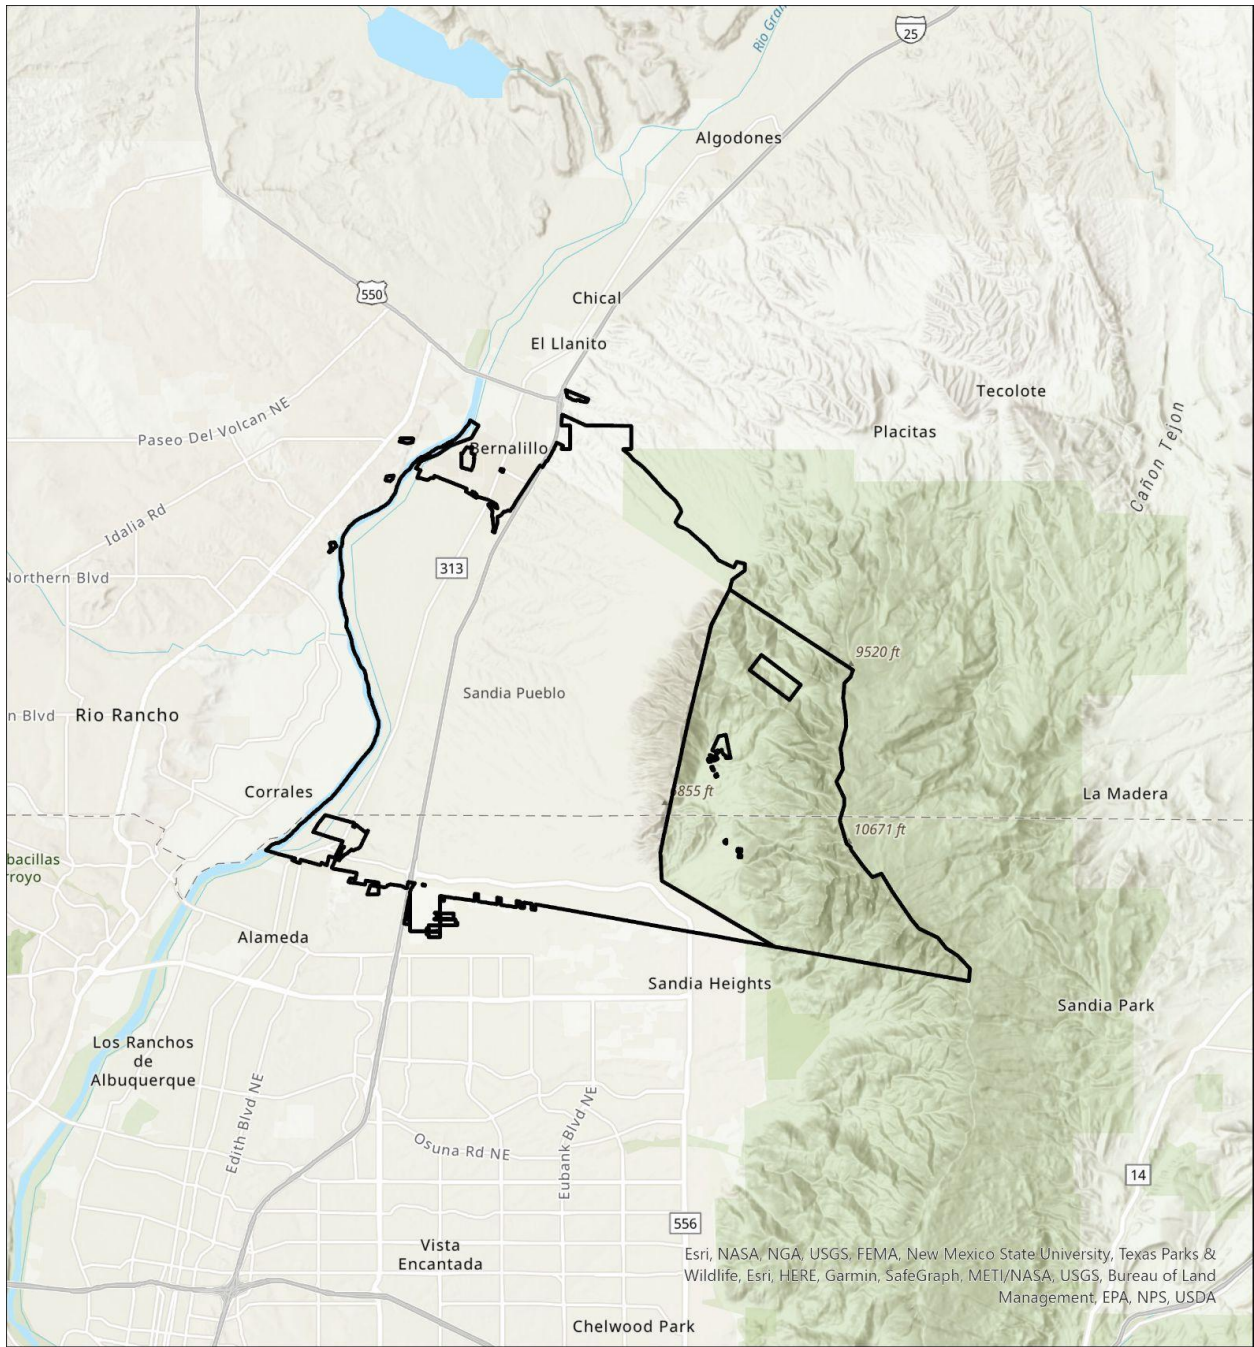 Rio Gran
25
Algodones
550
Chical
El Llanito
Tecolote
Paseo Del Volcan NE
Placitas
Bernalillo
Cañon Tejon
Idalia Rd
313
Northern Blvd
9520 ft
Sandia Pueblo
n Blvd
Rio Rancho
Corrales
855 ft
La Madera
10671 ft
bacillas
rroyo
Alameda
Sandia Heights
Sandia Park
Los Ranchos
de
Albuquerque
Edith Blvd NE
Osuna Rd NE
Eubank Blvd NE
14
556
Vista
Encantada
Esri, NASA, NGA, USGS, FEMA, New Mexico State University, Texas Parks &
Wildlife, Esri, HERE, Garmin, SafeGraph, METI/NASA, USGS, Bureau of Land
Management, EPA, NPS, USDA
Chelwood Park